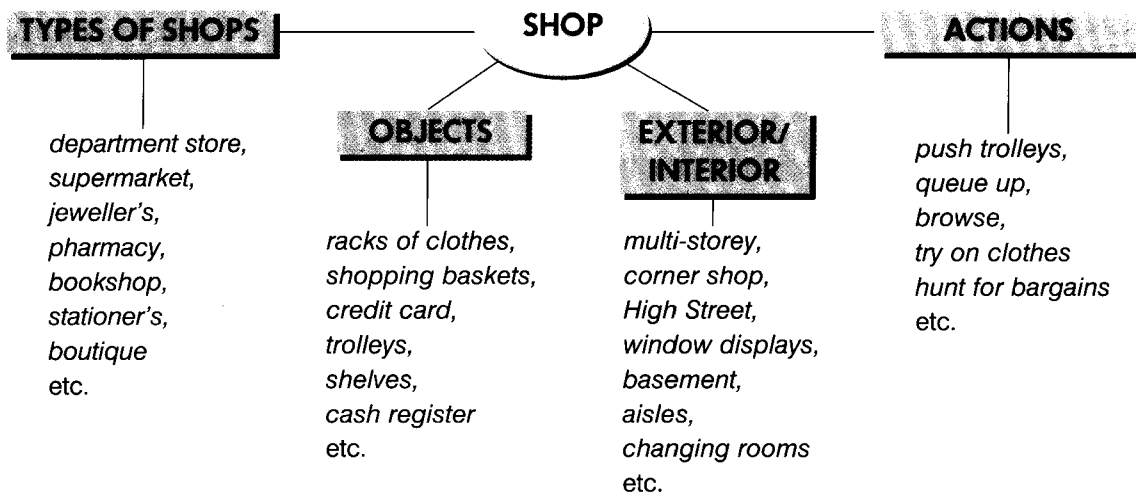 SHOP
TYPES OF SHOPS
department store,
supermarket,
jeweller's,
pharmacy,
bookshop,
stationer's,
boutique
etc.
OBJECTS
racks of clothes,
shopping baskets,
credit card,
trolleys,
shelves,
cash register
etc.
EXTERIOR/
INTERIOR
multi-storey,
corner shop,
High Street,
window displays,
basement,
aisles,
changing rooms
etc.
ACTIONS
push trolleys,
queue up,
browse,
try on clothes
hunt for bargains
etc.